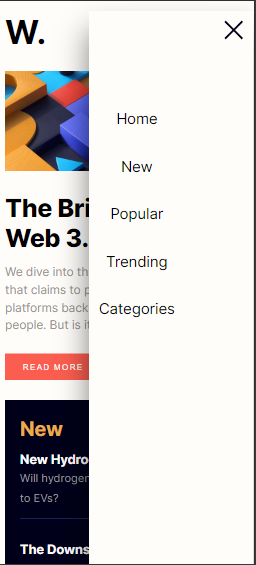 W.
Home
New
Popular
Trending
Categories
The Bri
Web 3.
We dive into th
that claims to p
platforms back
people. But is it
READ MORE
New
New Hydro
Will hydrogen
to EVs?
The Downs